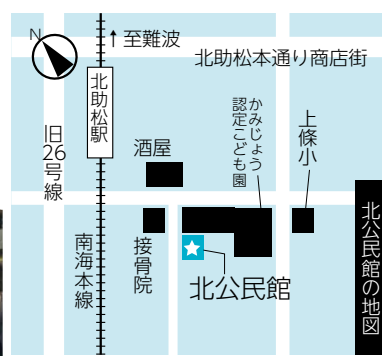 N
↑至難波
北助松本通り商店街
北助松駅
旧26号線
酒屋
かみじょう
認定こども園
上條小
南海本線
接骨院
北公民館
北公民館の地図